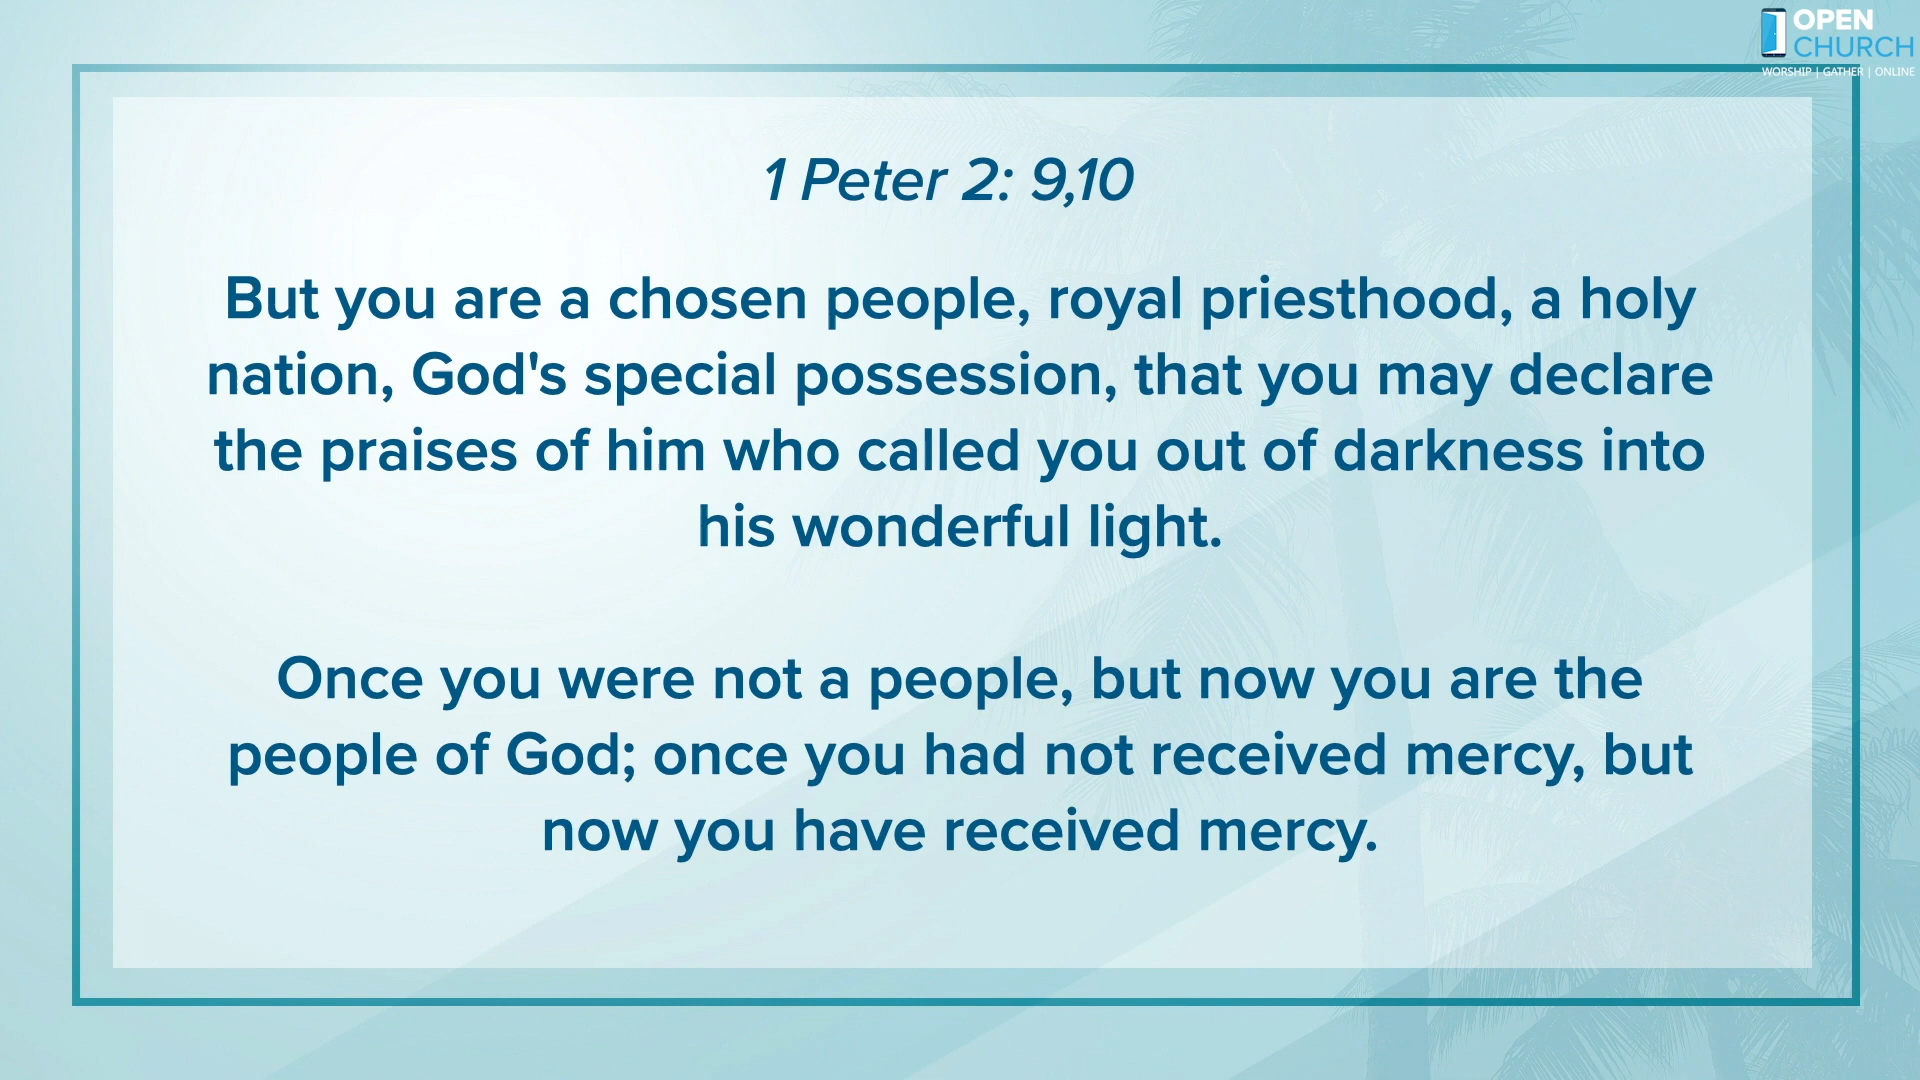 OPEN
CHURCH
WORSHIP | GATHER | ONLINE
1 Peter 2: 9,10
But you are a chosen people, royal priesthood, a holy
nation, God's special possession, that you may declare
the praises of him who called you out of darkness into
his wonderful light.
Once you were not a people, but now you are the
people of God; once you had not received mercy, but
now you have received mercy.